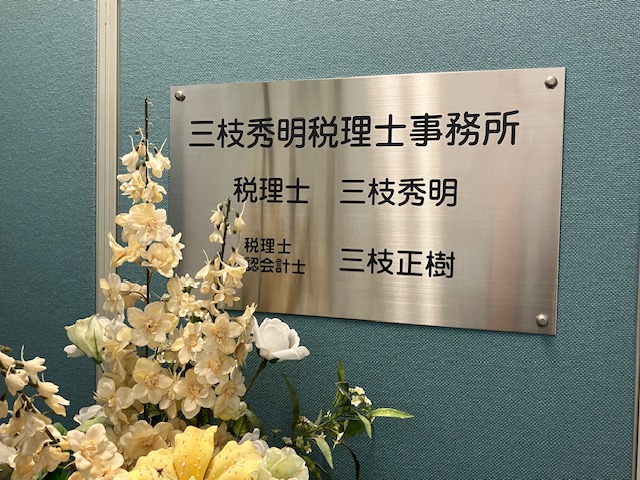 三枝秀明税理士事務所
税理士 三枝秀明
税理士
認会計士 三枝正樹